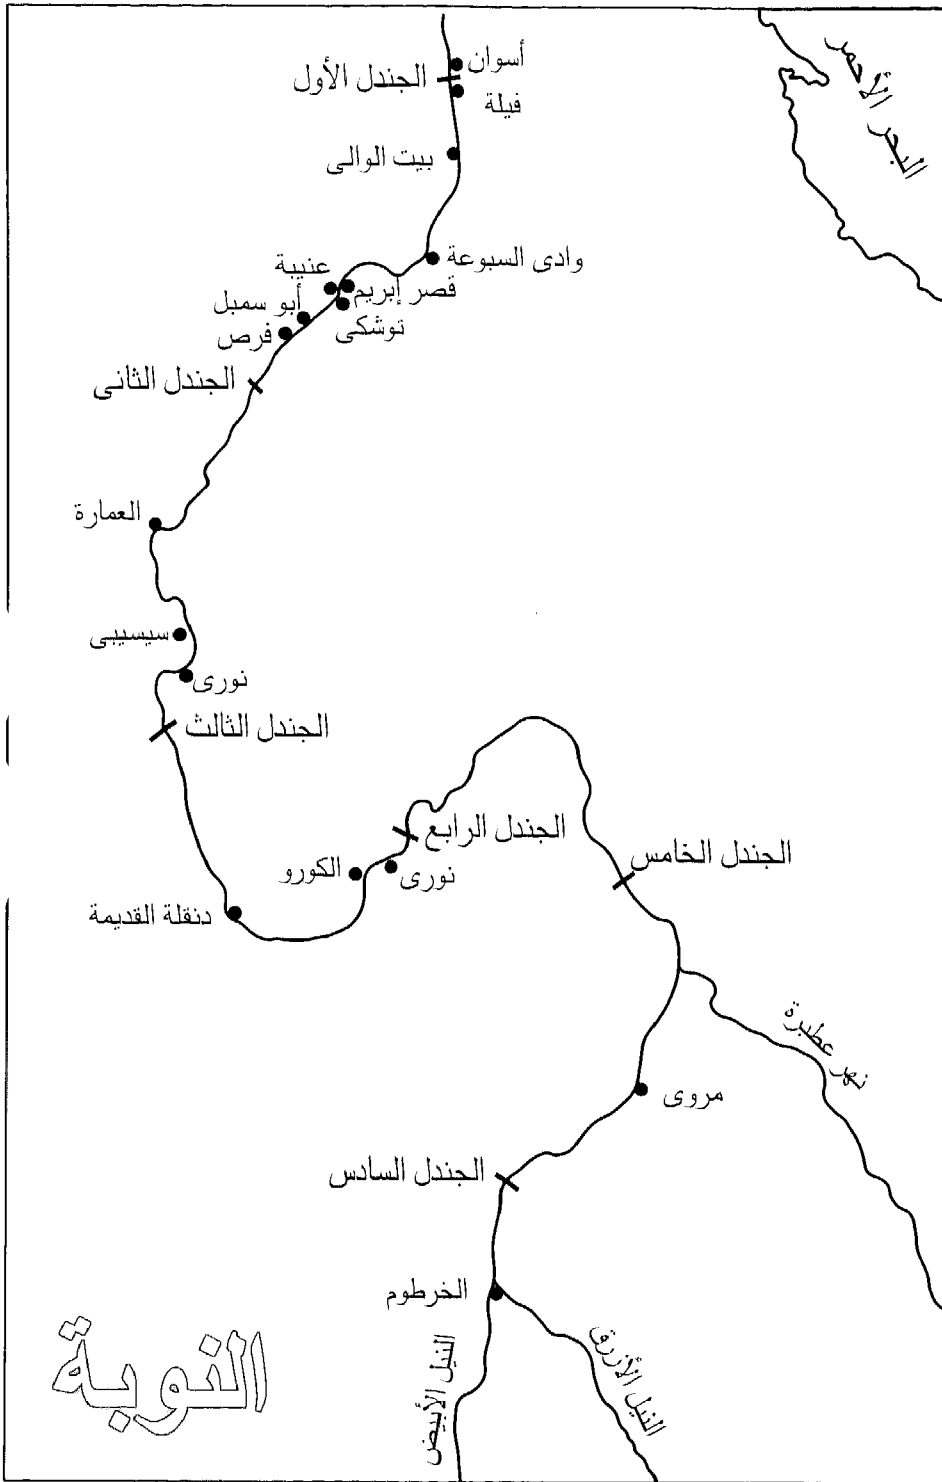 البحر الأحمر
أسوان
الجندل الأول
فيلة
بيت الوالى
وادى السبوعة
عنيبة
قصر إبريم
أبو سمبل
توشكى
فرص
الجندل الثانى
العمارة
سيسيبى
نورى
الجندل الثالث
الجندل الرابع
الجندل الخامس
نورى
الكورو
دنقلة القديمة
نهر عطبرة
مروى
الجندل السادس
الخرطوم
النيل الأزرق
النيل الأبيض
النوبة